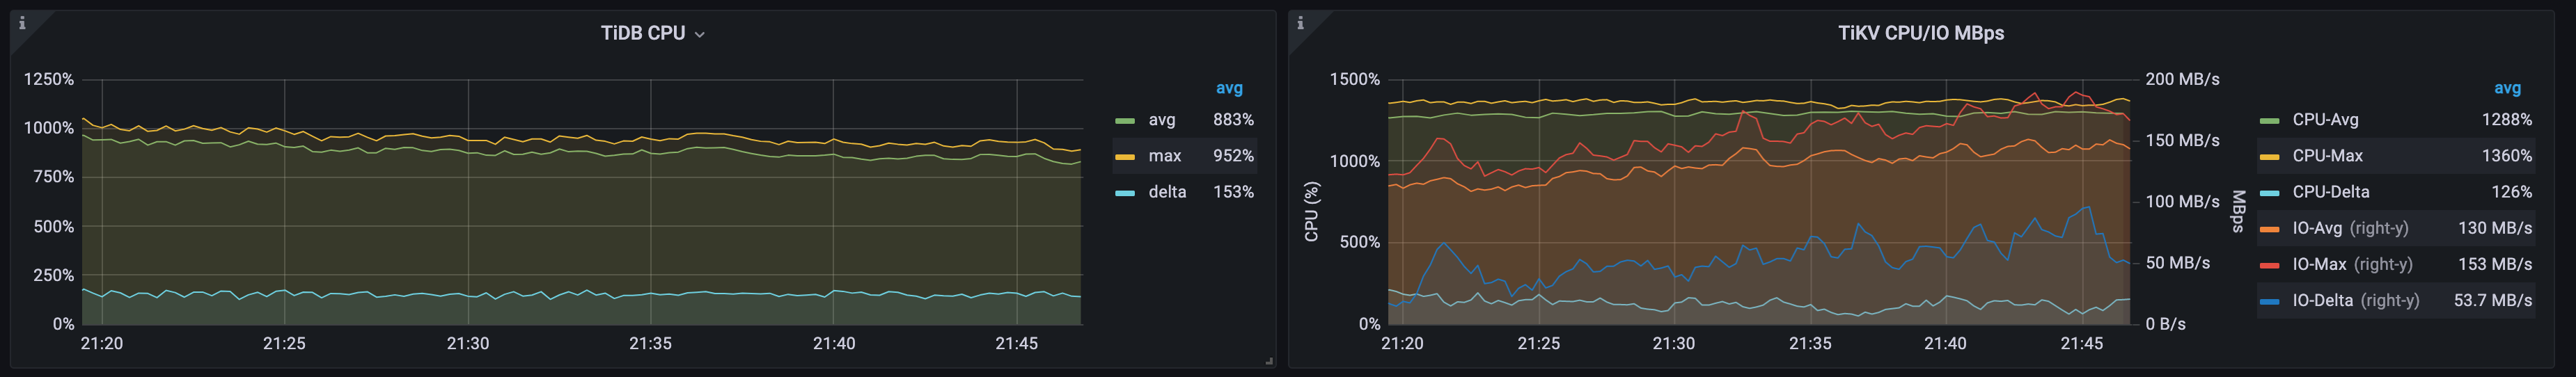 TiDB CPU
1250%
1000%
750%
500%
250%
0%
21:20 21:25 21:30 21:35 21:40 21:45
avg
avg 883%
max 952%
delta 153%
TiKV CPU/IO MBps
CPU (%)
1500%
1000%
500%
0%
200 MB/s
150 MB/s
100 MB/s
50 MB/s
0 B/s
MBps
21:20 21:25 21:30 21:35 21:40 21:45
avg
CPU-Avg 1288%
CPU-Max 1360%
CPU-Delta 126%
IO-Avg (right-y) 130 MB/s
IO-Max (right-y) 153 MB/s
IO-Delta (right-y) 53.7 MB/s